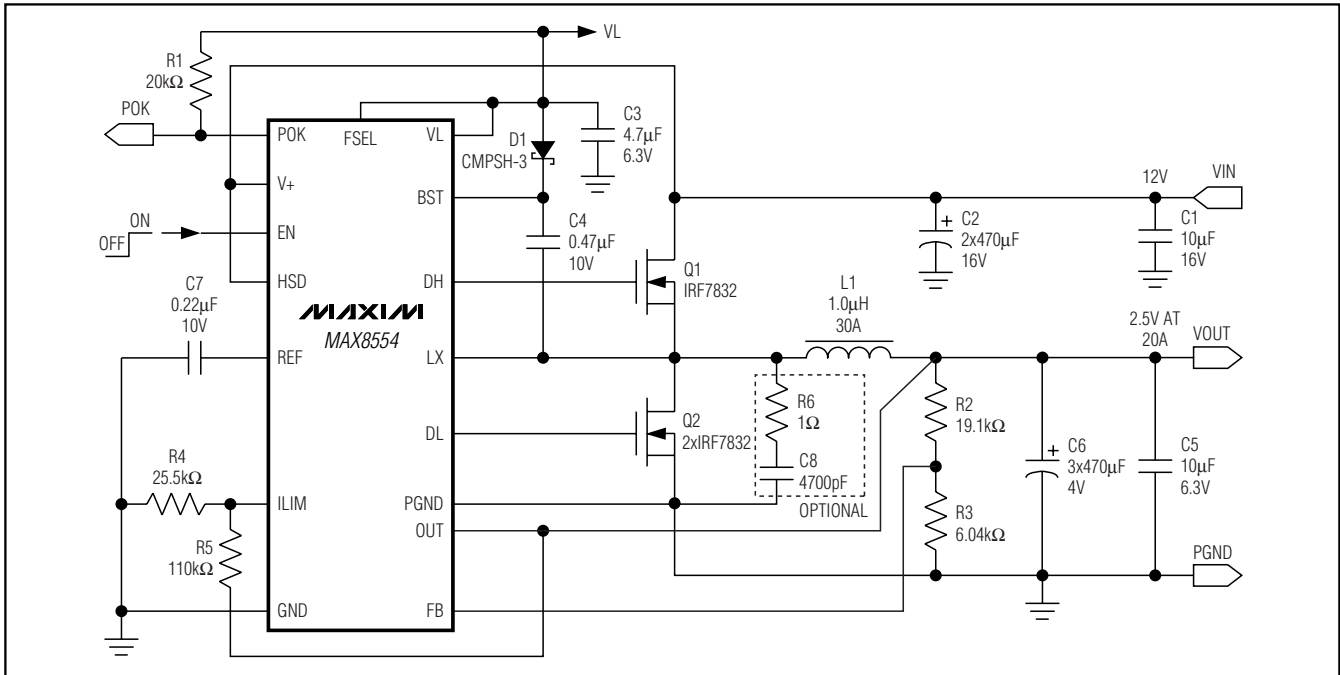 VL
R1
20kΩ
POK
POK
FSEL
VL
D1
CMPSH-3
C3
4.7µF
6.3V
V+
BST
12V
VIN
ON
OFF
EN
C4
0.47µF
10V
+
C2
2x470µF
16V
C1
10µF
16V
HSD
DH
Q1
IRF7832
C7
0.22µF
10V
MAXIM
MAX8554
L1
1.0µH
30A
2.5V AT
20A
VOUT
REF
LX
R6
1Ω
R2
19.1kΩ
DL
Q2
2xIRF7832
C8
4700pF
+
C6
3x470µF
4V
C5
10µF
6.3V
R4
25.5kΩ
ILIM
PGND
OPTIONAL
OUT
R3
6.04kΩ
R5
110kΩ
PGND
GND
FB